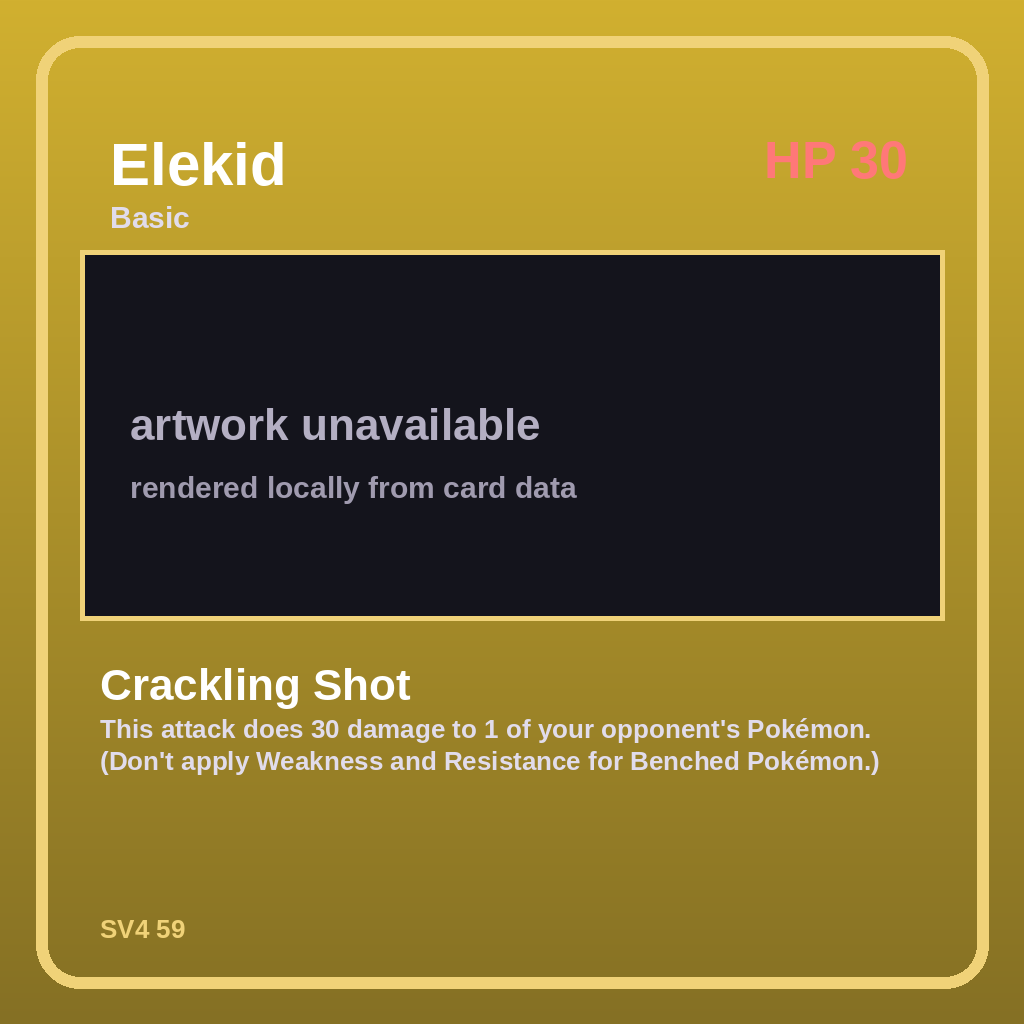 Elekid
HP 30
Basic
artwork unavailable
rendered locally from card data
Crackling Shot
This attack does 30 damage to 1 of your opponent's Pokémon.
(Don't apply Weakness and Resistance for Benched Pokémon.)
SV4 59